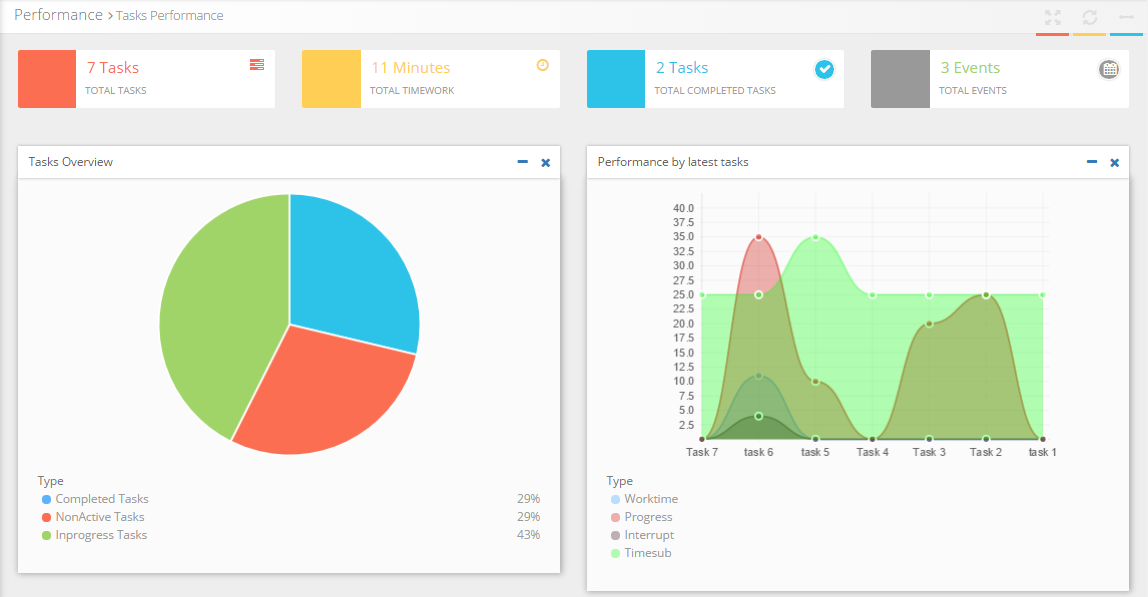 Performance > Tasks Performance
7 Tasks
TOTAL TASKS
11 Minutes
TOTAL TIMEWORK
2 Tasks
TOTAL COMPLETED TASKS
3 Events
TOTAL EVENTS
Tasks Overview
Type
Completed Tasks 29%
NonActive Tasks 29%
Inprogress Tasks 43%
Performance by latest tasks
40.0
37.5
35.0
32.5
30.0
27.5
25.0
22.5
20.0
17.5
15.0
12.5
10.0
7.5
5.0
2.5
Task 7 task 6 task 5 Task 4 Task 3 Task 2 task 1
Type
Worktime
Progress
Interrupt
Timesub